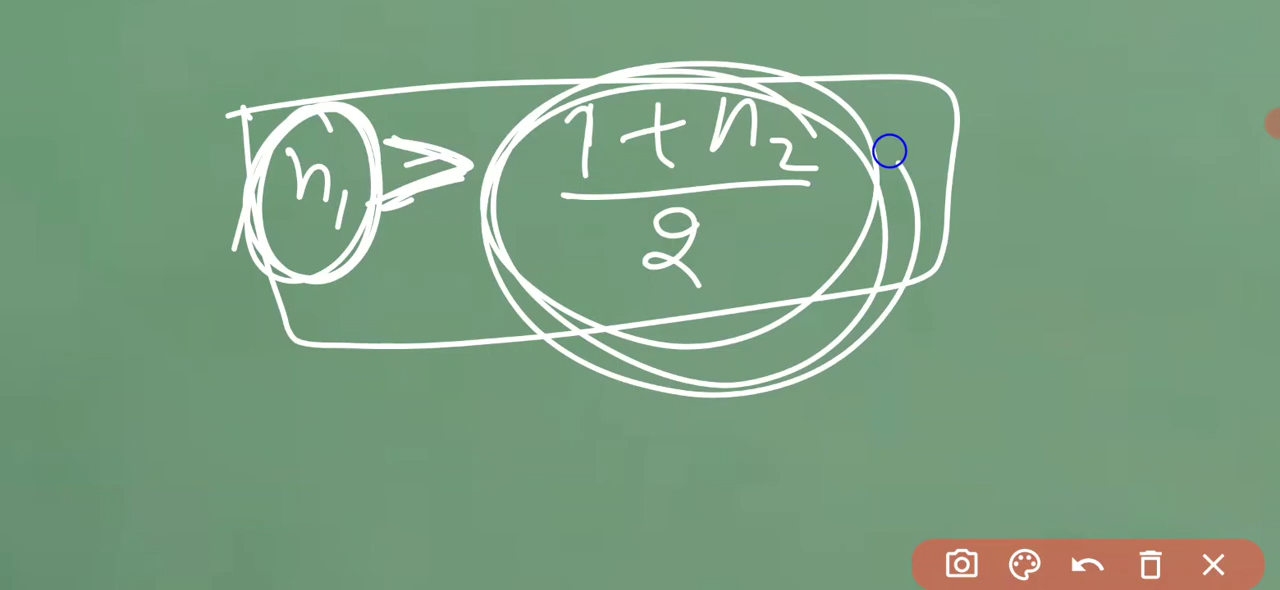 n₁ > (1 + n₂)/2